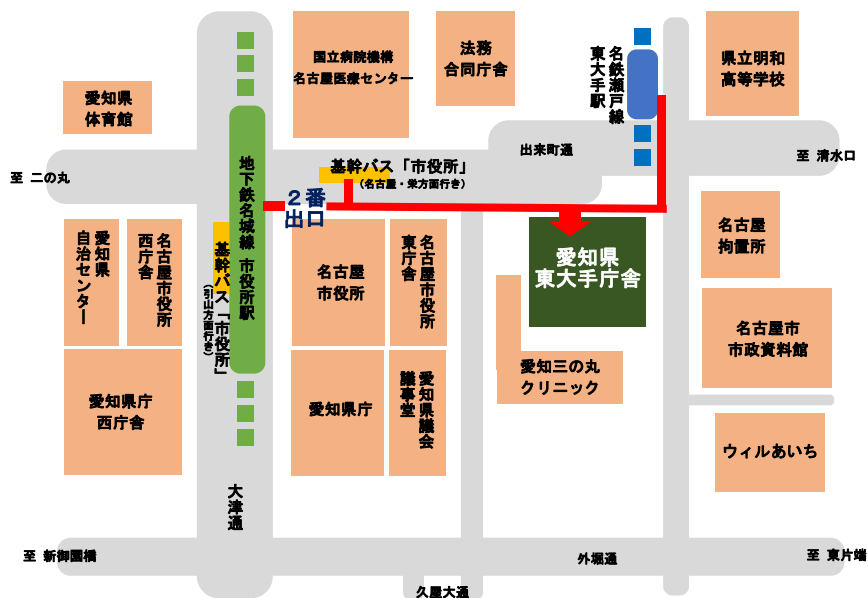 国立病院機構
名古屋医療センター
法務
合同庁舎
名鉄瀬戸線
東大手駅
県立明和
高等学校
愛知県
体育館
出来町通
至 清水口
至 二の丸
基幹バス「市役所」
（名古屋・栄方面行き）
地下鉄名城線 市役所駅
２番
出口
愛知県
自治センター
名古屋市役所
西庁舎
基幹バス「市役所」
（引山方面行き）
名古屋
市役所
名古屋市役所
東庁舎
愛知県
東大手庁舎
名古屋
拘置所
名古屋市
市政資料館
愛知県庁
西庁舎
愛知県庁
愛知県議会
議事堂
愛知三の丸
クリニック
ウィルあいち
大津通
至 新御園橋
外堀通
至 東片端
久屋大通